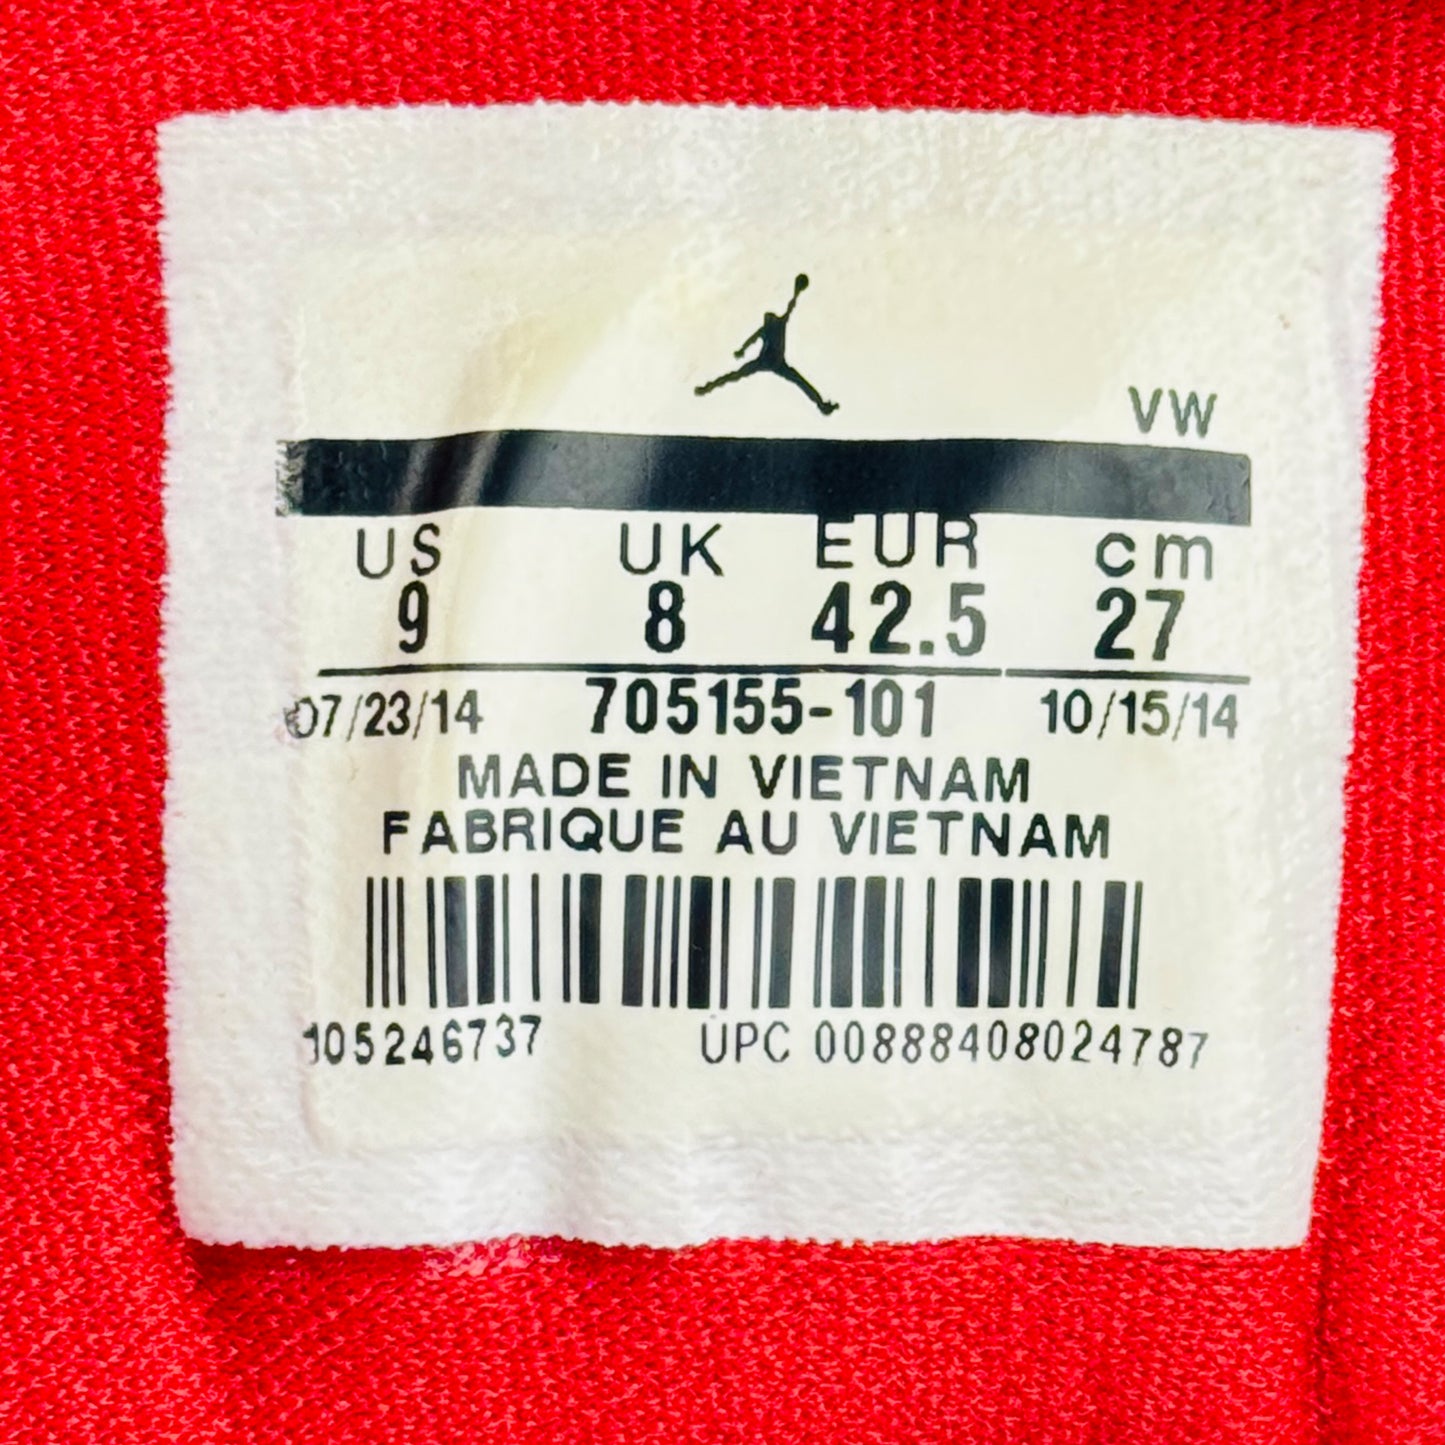 VW
US UK EUR cm
9 8 42.5 27
07/23/14 705155-101 10/15/14
MADE IN VIETNAM
FABRIQUE AU VIETNAM
105246737 UPC 00888408024787